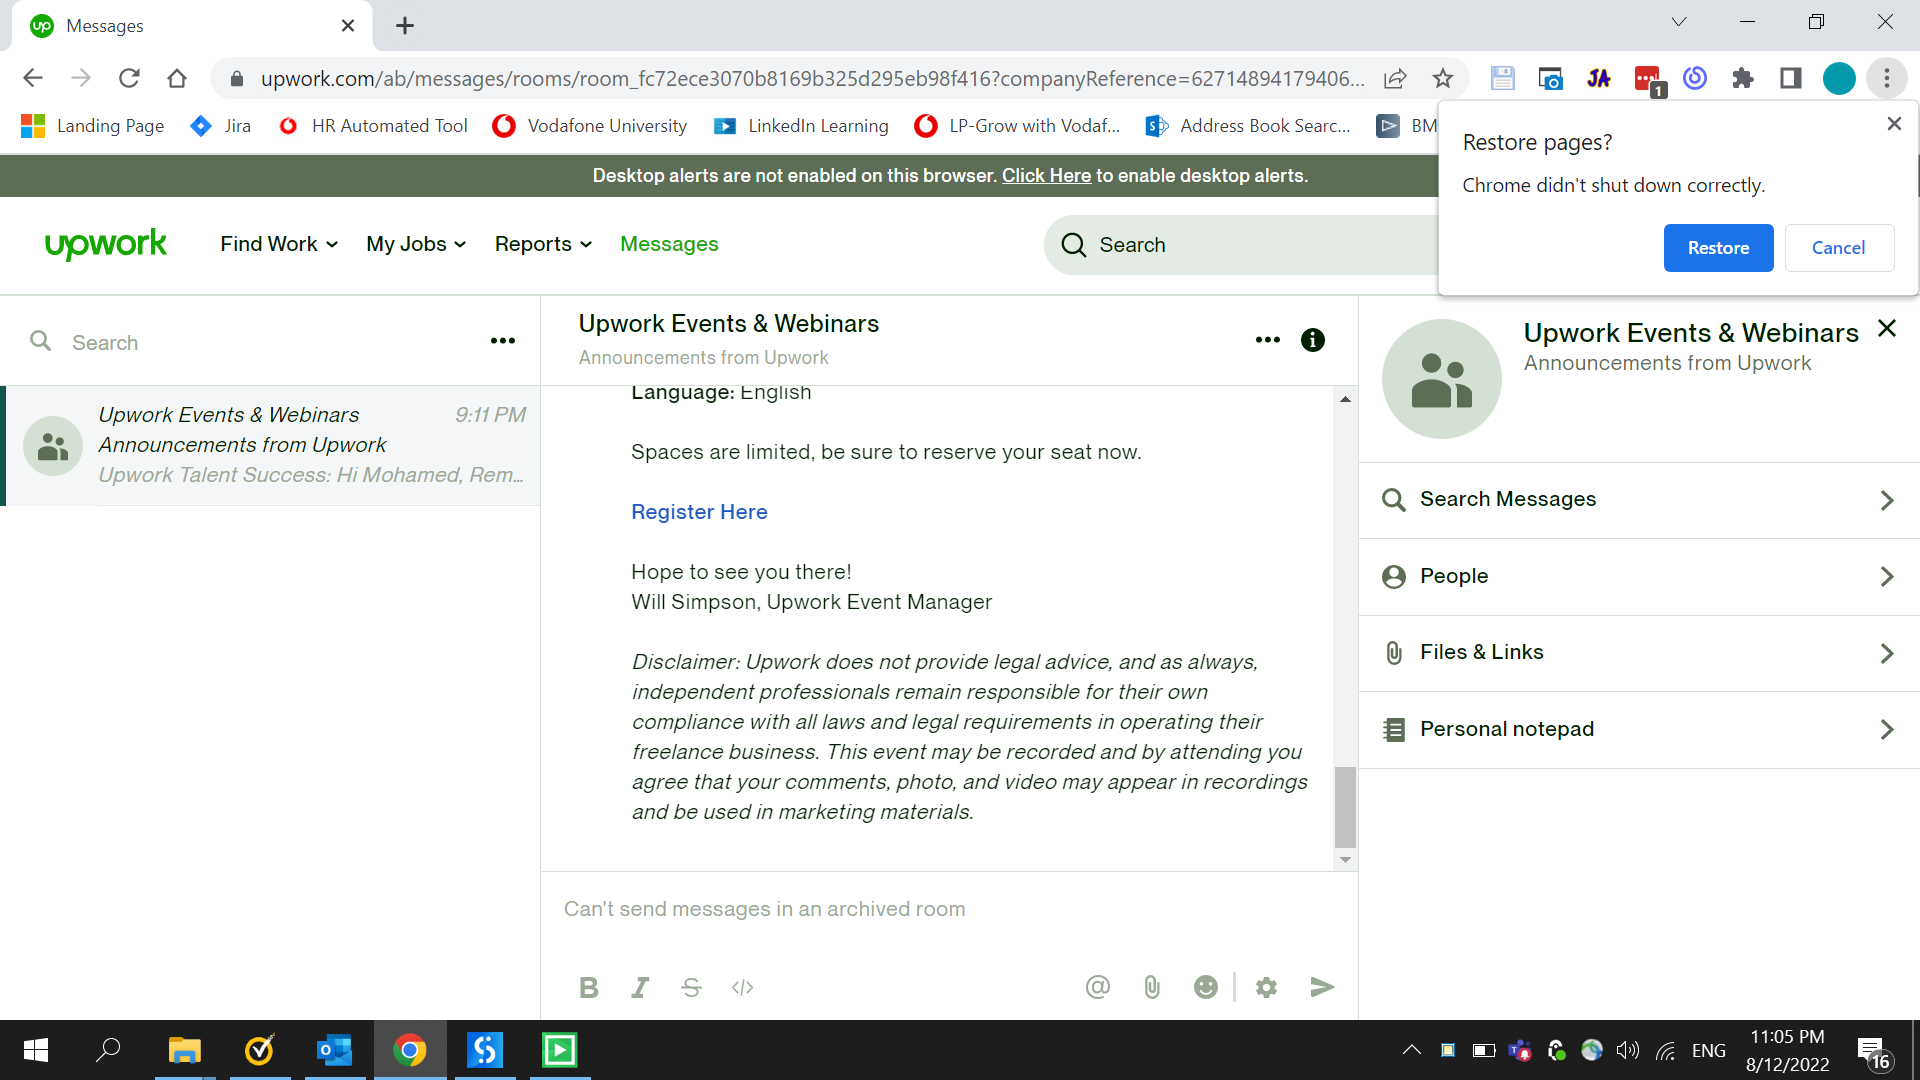 Messages
upwork.com/ab/messages/rooms/room_fc72ece3070b8169b325d295eb98f416?companyReference=62714894179406...
JA
1
Landing Page
Jira
HR Automated Tool
Vodafone University
LinkedIn Learning
LP-Grow with Vodaf...
Address Book Searc...
BM
Restore pages?
Chrome didn't shut down correctly.
Restore
Cancel
Desktop alerts are not enabled on this browser. Click Here to enable desktop alerts.
upwork
Find Work
My Jobs
Reports
Messages
Search
Search
Upwork Events & Webinars
Announcements from Upwork
Upwork Events & Webinars
9:11 PM
Announcements from Upwork
Upwork Talent Success: Hi Mohamed, Rem...
Language: English
Spaces are limited, be sure to reserve your seat now.
Register Here
Hope to see you there!
Will Simpson, Upwork Event Manager
Disclaimer: Upwork does not provide legal advice, and as always,
independent professionals remain responsible for their own
compliance with all laws and legal requirements in operating their
freelance business. This event may be recorded and by attending you
agree that your comments, photo, and video may appear in recordings
and be used in marketing materials.
Can't send messages in an archived room
B I S </>
@
Upwork Events & Webinars
Announcements from Upwork
Search Messages
People
Files & Links
Personal notepad
ENG
11:05 PM
8/12/2022
16